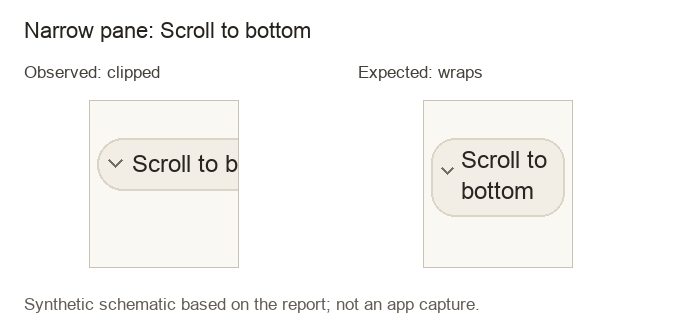 Narrow pane: Scroll to bottom
Observed: clipped
Expected: wraps
Scroll to b
Scroll to
bottom
Synthetic schematic based on the report; not an app capture.